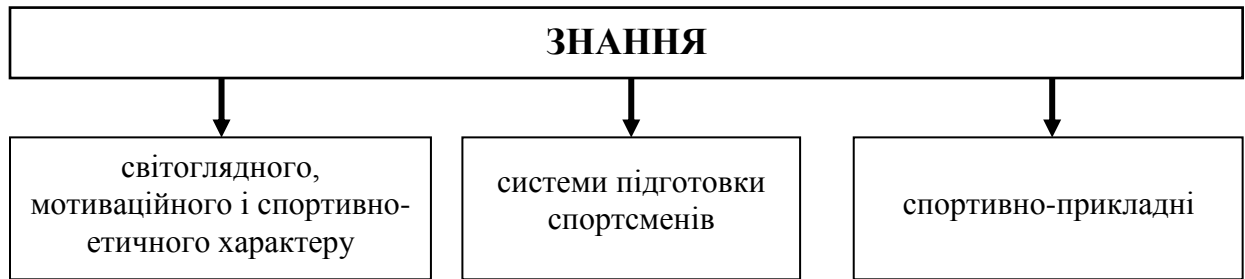 ЗНАННЯ
світоглядного,
мотиваційного і спортивно-
етичного характеру
системи підготовки
спортсменів
спортивно-прикладні